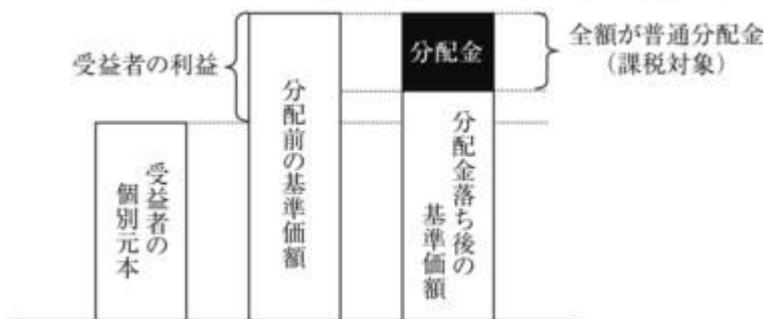 受益者の利益
分配金
全額が普通分配金
(課税対象)
受益者の
個別元本
分配前の基準価額
分配金落ち後の
基準価額